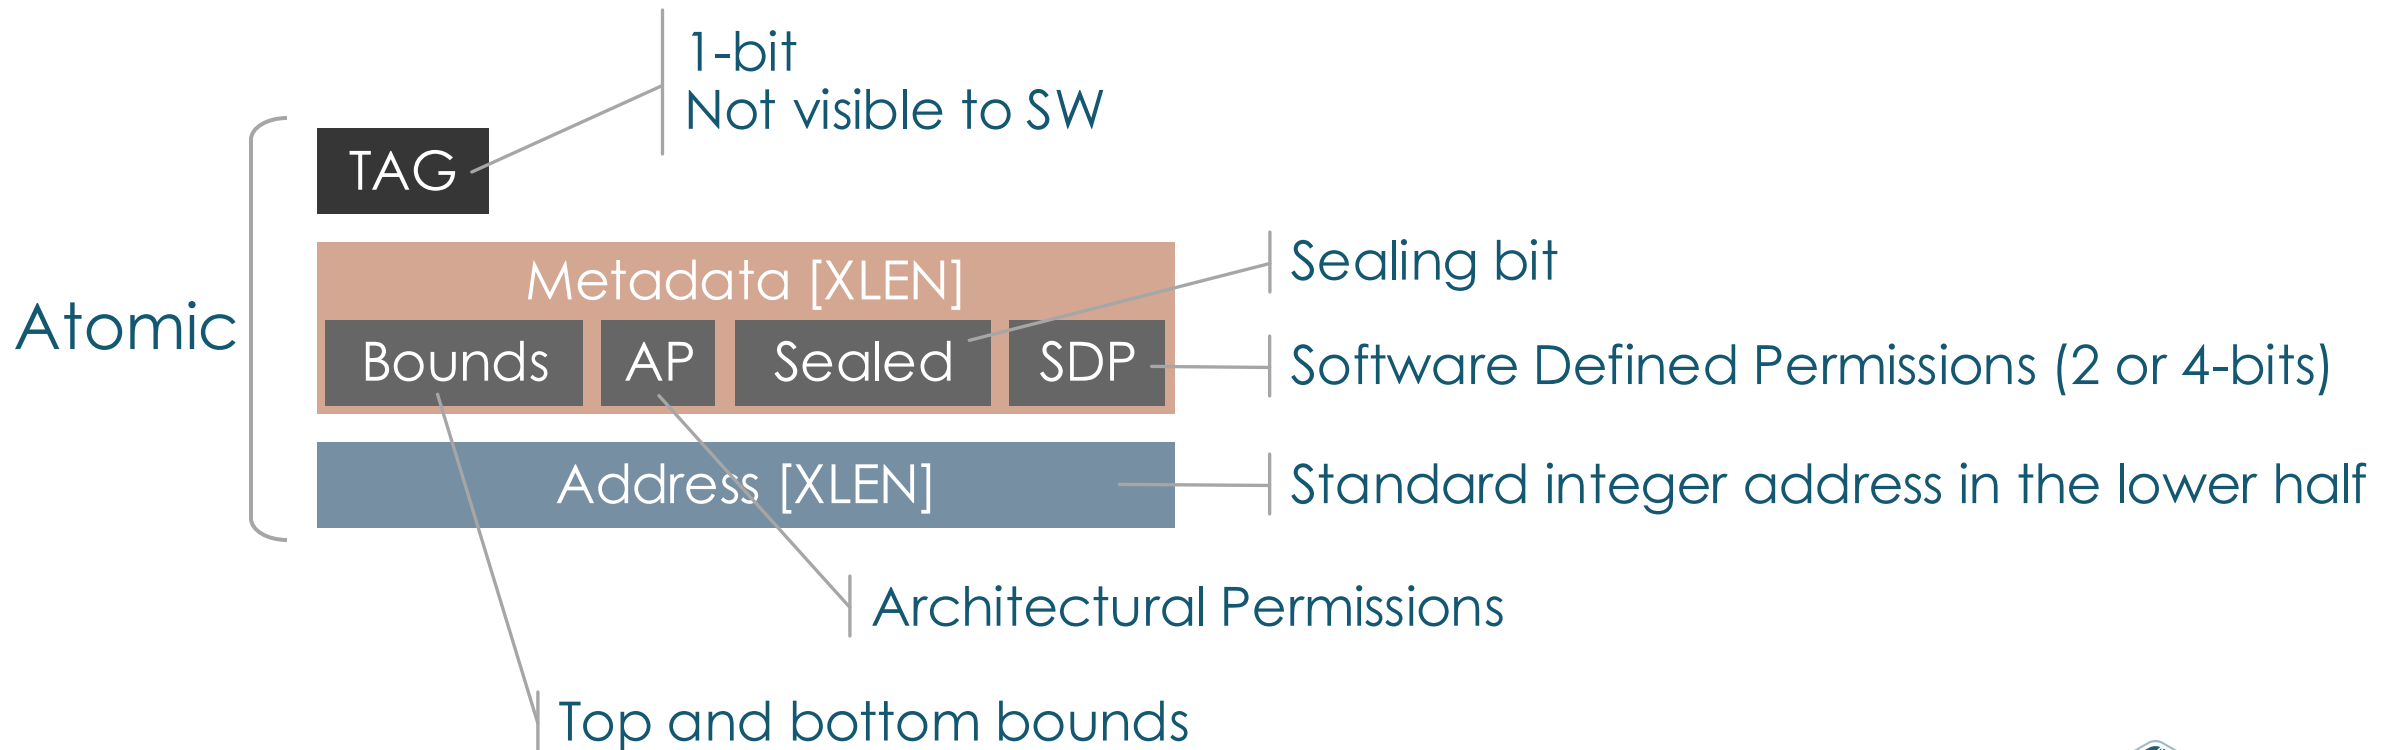 1-bit
Not visible to SW
TAG
Atomic
Metadata [XLEN]
Bounds AP Sealed SDP
Sealing bit
Software Defined Permissions (2 or 4-bits)
Address [XLEN]
Standard integer address in the lower half
Architectural Permissions
Top and bottom bounds